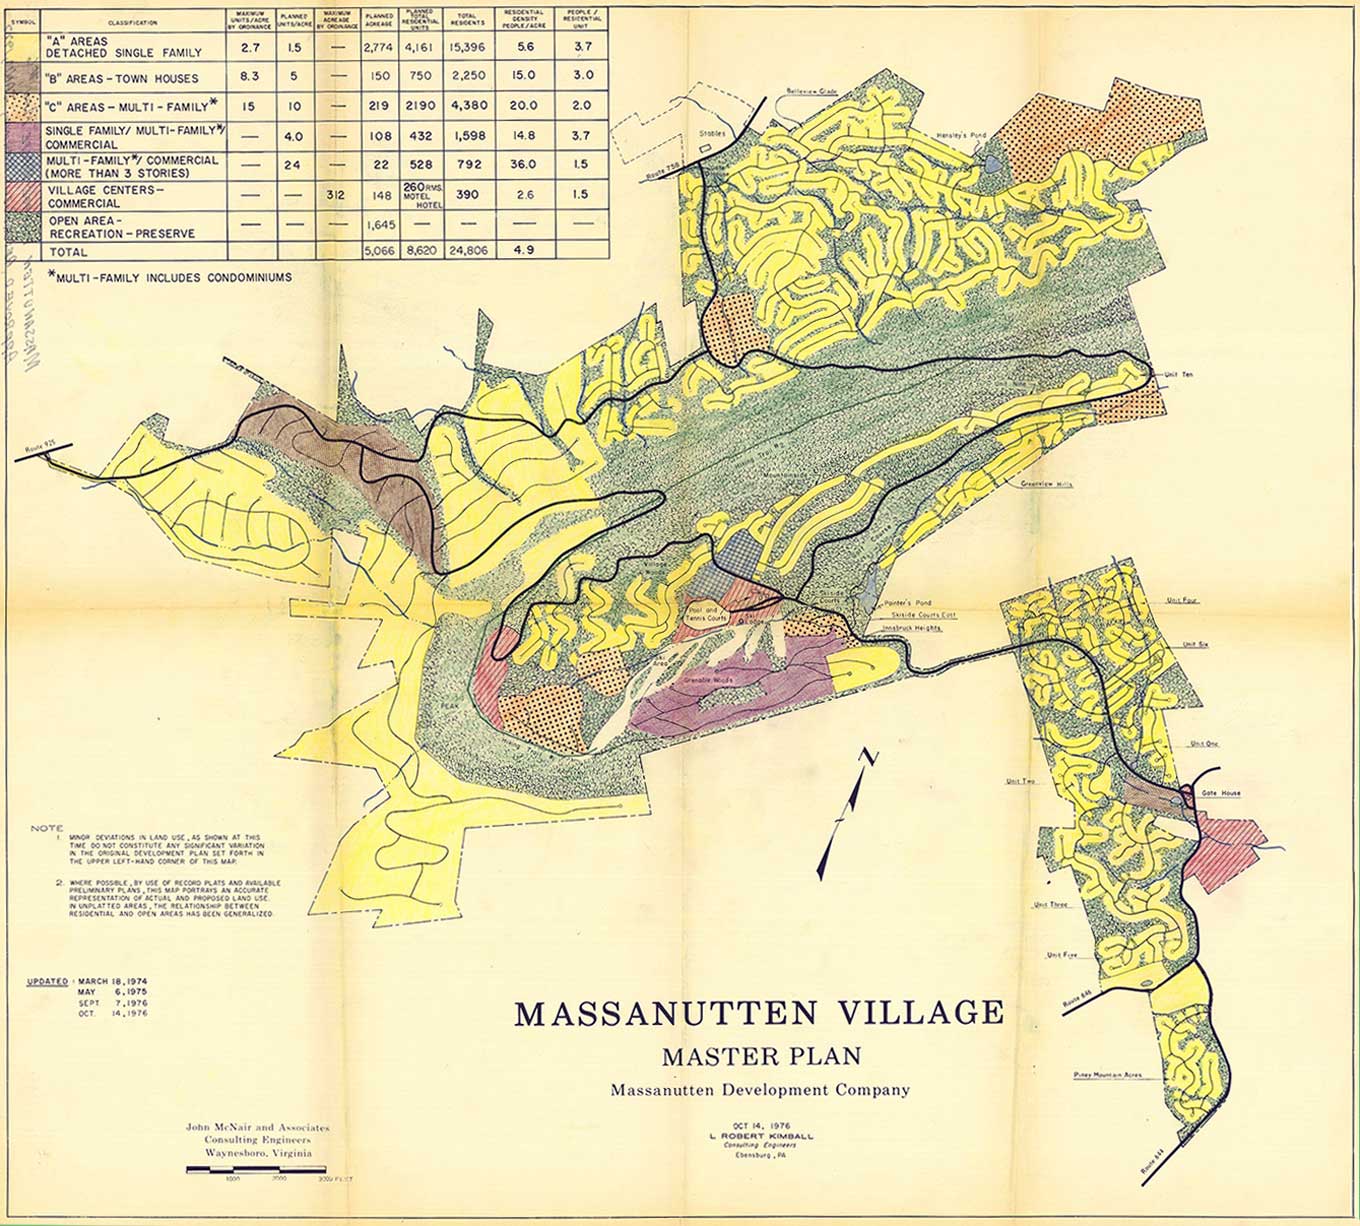 SYMBOL CLASSIFICATION MAXIMUM UNITS/ACRE BY ORDINANCE PLANNED UNITS/ACRE MAXIMUM ACREAGE BY ORDINANCE PLANNED ACREAGE PLANNED TOTAL RESIDENTIAL UNITS TOTAL RESIDENTS RESIDENTIAL DENSITY PEOPLE/ACRE PEOPLE / RESIDENTIAL UNIT
"A" AREAS
DETACHED SINGLE FAMILY 2.7 1.5 — 2,774 4,161 15,396 5.6 3.7
"B" AREAS – TOWN HOUSES 8.3 5 — 150 750 2,250 15.0 3.0
"C" AREAS – MULTI – FAMILY* 15 10 — 219 2190 4,380 20.0 2.0
SINGLE FAMILY/ MULTI-FAMILY*/
COMMERCIAL — 4.0 — 108 432 1,598 14.8 3.7
MULTI-FAMILY*/ COMMERCIAL
(MORE THAN 3 STORIES) — 24 — 22 528 792 36.0 1.5
VILLAGE CENTERS –
COMMERCIAL — — 312 148 260 RMS. MOTEL HOTEL 390 2.6 1.5
OPEN AREA –
RECREATION – PRESERVE — — — 1,645 — — — —
TOTAL 5,066 8,620 24,806 4.9
*MULTI-FAMILY INCLUDES CONDOMINIUMS
MASSANUTTEN
Belleview Glade
Stables
Hensley's Pond
Route 758
Unit Ten
Route 925
Greenview Hills
Village
Skiside
Courts
Painter's Pond
Skiside Courts East
Innsbruck Heights
Pool and
Tennis Courts
Ski
Lodge
Area
Grenoble Woods
PEAK
Hiking Trail
Unit Four
Unit Six
Unit One
Unit Two
Gate House
Unit Three
Unit Five
Route 646
Piney Mountain Acres
Route 644
N
NOTE
1. MINOR DEVIATIONS IN LAND USE, AS SHOWN AT THIS
TIME DO NOT CONSTITUTE ANY SIGNIFICANT VARIATION
IN THE ORIGINAL DEVELOPMENT PLAN SET FORTH IN
THE UPPER LEFT-HAND CORNER OF THIS MAP.
2. WHERE POSSIBLE, BY USE OF RECORD PLATS AND AVAILABLE
PRELIMINARY PLANS, THIS MAP PORTRAYS AN ACCURATE
REPRESENTATION OF ACTUAL AND PROPOSED LAND USE.
IN UNPLATTED AREAS, THE RELATIONSHIP BETWEEN
RESIDENTIAL AND OPEN AREAS HAS BEEN GENERALIZED.
UPDATED : MARCH 18, 1974
MAY 6, 1975
SEPT. 7, 1976
OCT. 14, 1976
MASSANUTTEN VILLAGE
MASTER PLAN
Massanutten Development Company
OCT 14, 1976
L ROBERT KIMBALL
Consulting Engineers
Ebensburg, PA
John McNair and Associates
Consulting Engineers
Waynesboro, Virginia
1000 2000 3000 FEET